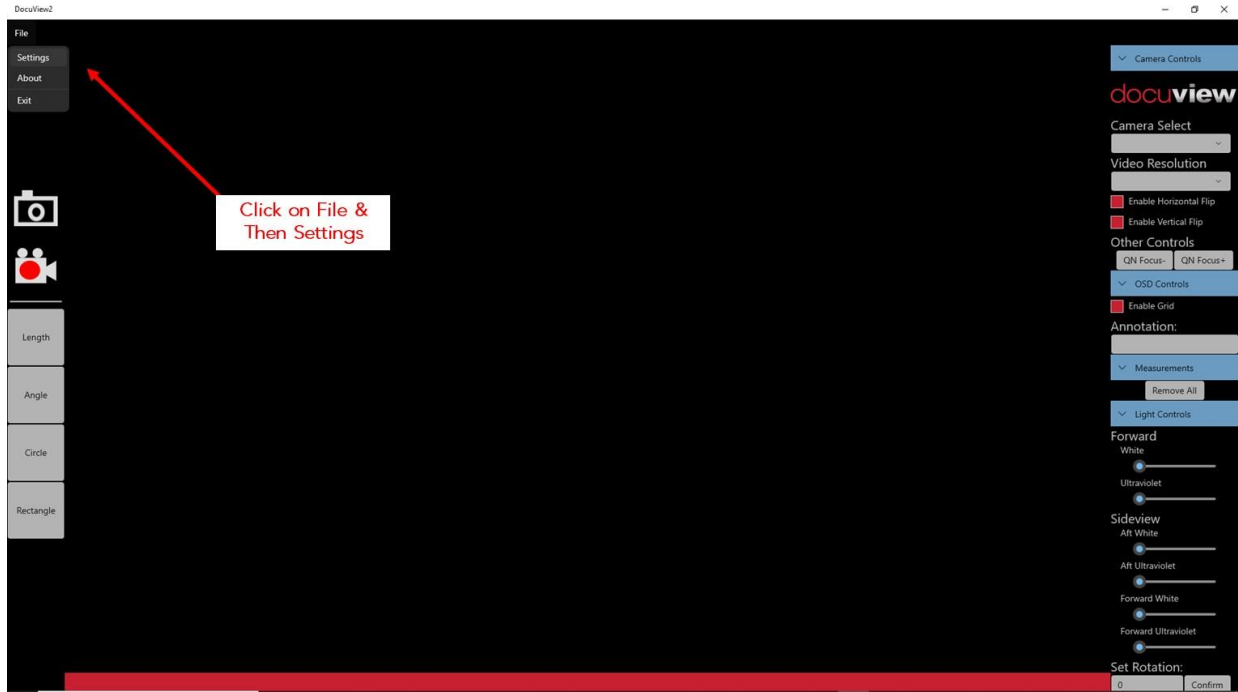 DocuView2
File
Settings
About
Exit
Click on File &
Then Settings
Length
Angle
Circle
Rectangle
Camera Controls
docuview
Camera Select
Video Resolution
Enable Horizontal Flip
Enable Vertical Flip
Other Controls
QN Focus- QN Focus+
OSD Controls
Enable Grid
Annotation:
Measurements
Remove All
Light Controls
Forward
White
Ultraviolet
Sideview
Aft White
Aft Ultraviolet
Forward White
Forward Ultraviolet
Set Rotation:
0 Confirm